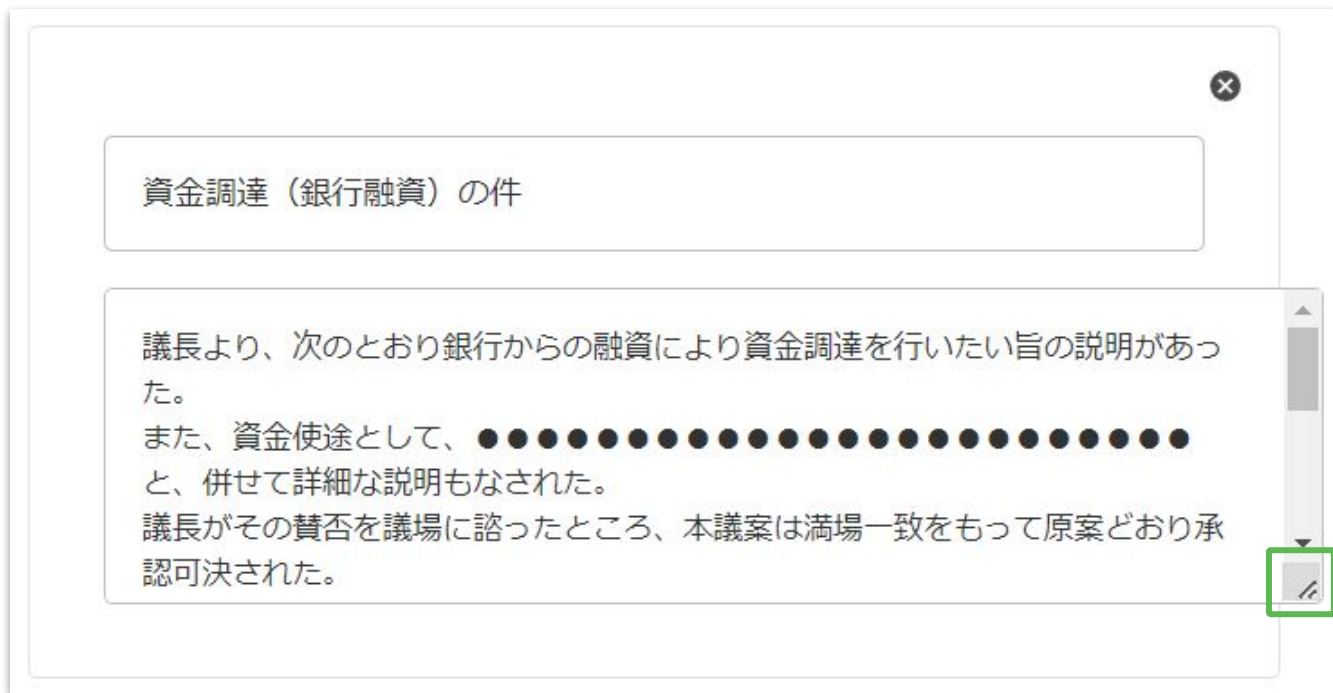 資金調達（銀行融資）の件
議長より、次のとおり銀行からの融資により資金調達を行いたい旨の説明があっ
た。
また、資金使途として、●●●●●●●●●●●●●●●●●●●●●●●●
と、併せて詳細な説明もなされた。
議長がその賛否を議場に諮ったところ、本議案は満場一致をもって原案どおり承
認可決された。